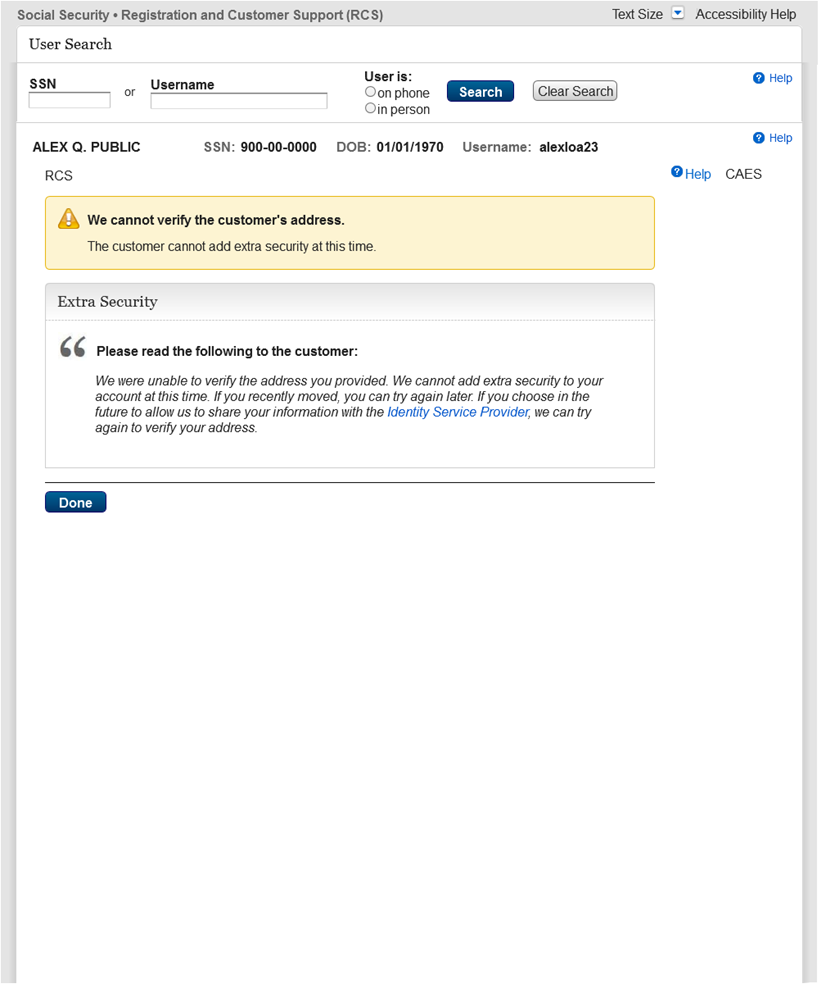 Social Security • Registration and Customer Support (RCS) Text Size Accessibility Help
User Search
SSN or Username User is: on phone in person Search Clear Search Help
Help
ALEX Q. PUBLIC SSN: 900-00-0000 DOB: 01/01/1970 Username: alexloa23
RCS Help CAES
We cannot verify the customer's address.
The customer cannot add extra security at this time.
Extra Security
“ Please read the following to the customer:
We were unable to verify the address you provided. We cannot add extra security to your
account at this time. If you recently moved, you can try again later. If you choose in the
future to allow us to share your information with the Identity Service Provider, we can try
again to verify your address.
Done